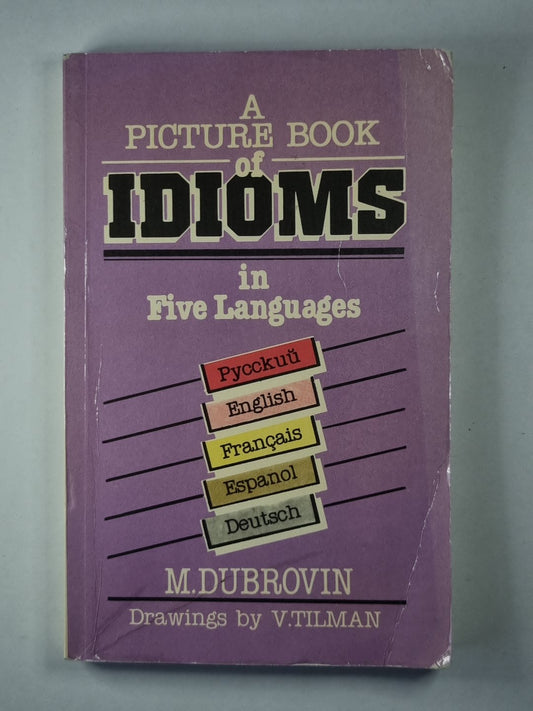 A
PICTURE BOOK
of
IDIOMS
in
Five Languages
Русский
English
Français
Espanol
Deutsch
M.DUBROVIN
Drawings by V.TILMAN